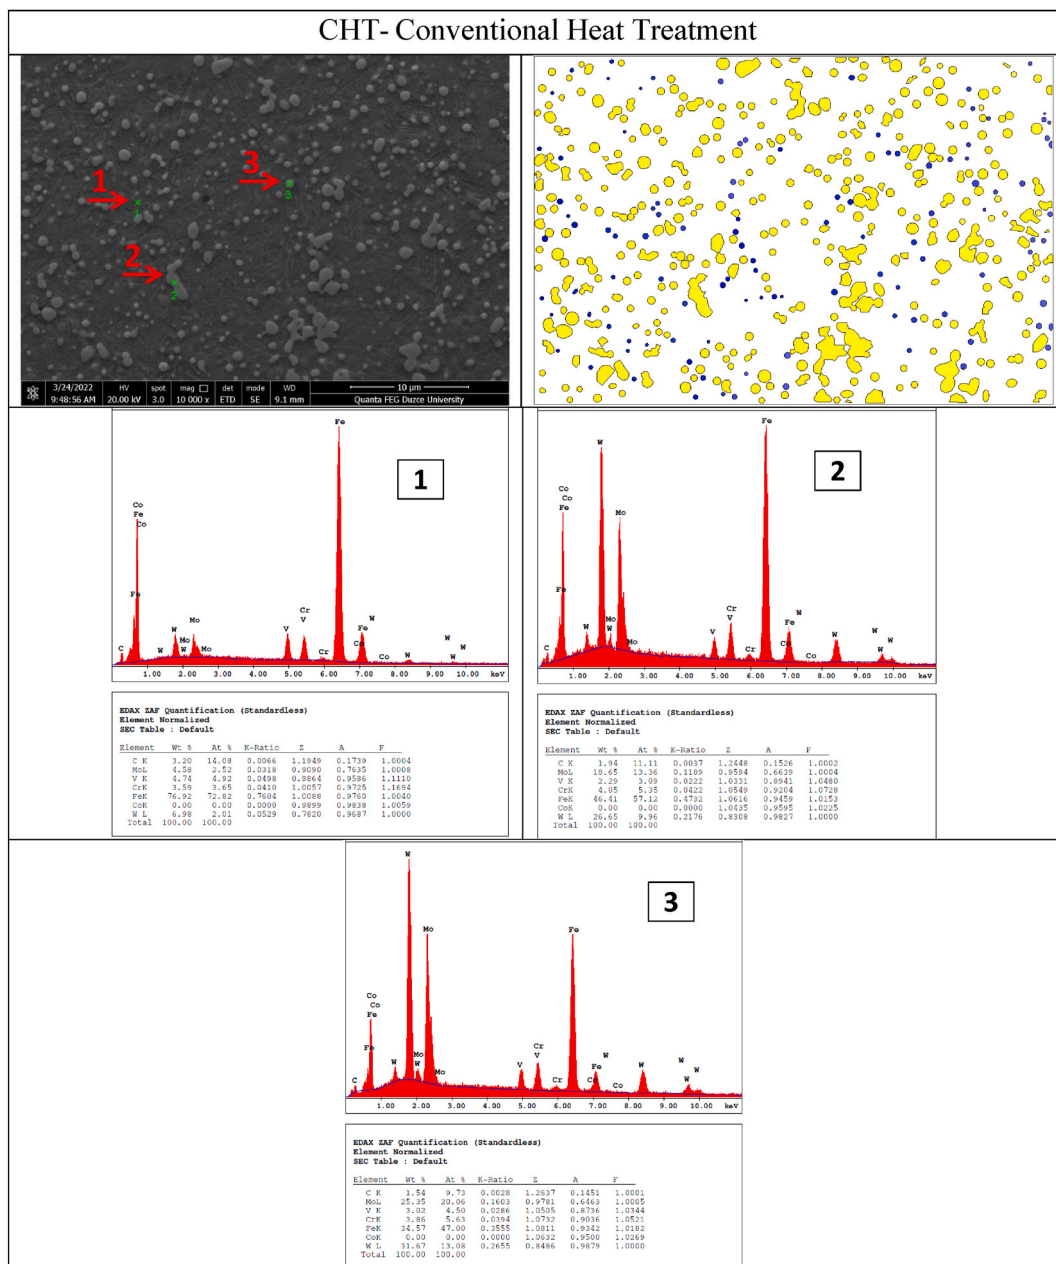 CHT- Conventional Heat Treatment
1
2
3
1
2
3
3/24/2022 HV spot mag □ det mode WD 10 µm
9:48:56 AM 20.00 kV 3.0 10 000 x ETD SE 9.1 mm Quanta FEG Duzce University
1
Fe
Co
Fe
Co
Fe
C
W
W
W
Mo
Mo
Mo
V
Cr
V
Cr
W
Fe
Co
Co
W
W
W
W
1.00 2.00 3.00 4.00 5.00 6.00 7.00 8.00 9.00 10.00 keV
EDAX ZAF Quantification (Standardless)
Element Normalized
SEC Table : Default
Element Wt % At % K-Ratio Z A F
C K 3.20 14.08 0.0066 1.1949 0.1739 1.0004
MoL 4.58 2.52 0.0318 0.9090 0.7635 1.0008
V K 4.74 4.92 0.0498 0.9864 0.9586 1.1110
CrK 3.59 3.65 0.0410 1.0057 0.9725 1.1694
FeK 76.92 72.82 0.7604 1.0088 0.9760 1.0040
CoK 0.00 0.00 0.0000 0.9899 0.9838 1.0059
W L 6.98 2.01 0.0529 0.7820 0.9687 1.0000
Total 100.00 100.00
2
Fe
W
Co
Co
Fe
Fe
C
W
Mo
W
Mo
Mo
V
Cr
V
Cr
W
Fe
Co
Co
W
W
W
W
1.00 2.00 3.00 4.00 5.00 6.00 7.00 8.00 9.00 10.00 keV
EDAX ZAF Quantification (Standardless)
Element Normalized
SEC Table : Default
Element Wt % At % K-Ratio Z A F
C K 1.94 11.11 0.0037 1.2448 0.1526 1.0002
MoL 18.65 13.36 0.1189 0.9594 0.6639 1.0004
V K 2.29 3.09 0.0222 1.0331 0.8941 1.0480
CrK 4.05 5.35 0.0422 1.0549 0.9204 1.0728
FeK 46.41 57.12 0.4732 1.0616 0.9459 1.0153
CoK 0.00 0.00 0.0000 1.0435 0.9595 1.0225
W L 26.65 9.96 0.2176 0.8308 0.9827 1.0000
Total 100.00 100.00
3
W
Mo
Fe
Co
Co
Fe
Fe
C
W
Mo
W
Mo
V
Cr
V
Cr
W
Fe
Co
Co
W
W
W
W
1.00 2.00 3.00 4.00 5.00 6.00 7.00 8.00 9.00 10.00 keV
EDAX ZAF Quantification (Standardless)
Element Normalized
SEC Table : Default
Element Wt % At % K-Ratio Z A F
C K 1.54 9.73 0.0028 1.2637 0.1451 1.0001
MoL 25.35 20.06 0.1603 0.9781 0.6463 1.0005
V K 3.02 4.50 0.0286 1.0505 0.8736 1.0344
CrK 3.86 5.63 0.0394 1.0732 0.9036 1.0521
FeK 34.57 47.00 0.3555 1.0811 0.9342 1.0182
CoK 0.00 0.00 0.0000 1.0632 0.9500 1.0269
W L 31.67 13.08 0.2655 0.8486 0.9879 1.0000
Total 100.00 100.00